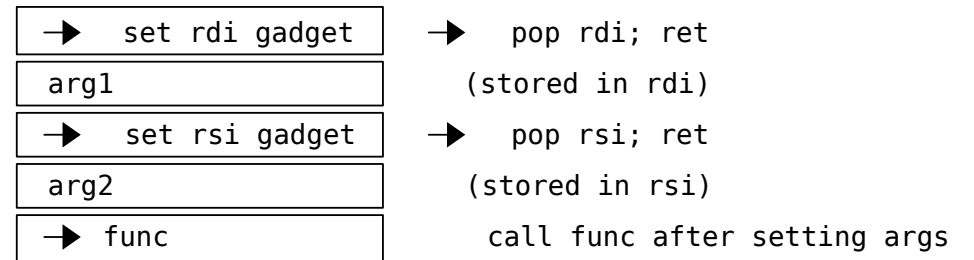 → set rdi gadget → pop rdi; ret
arg1 (stored in rdi)
→ set rsi gadget → pop rsi; ret
arg2 (stored in rsi)
→ func call func after setting args